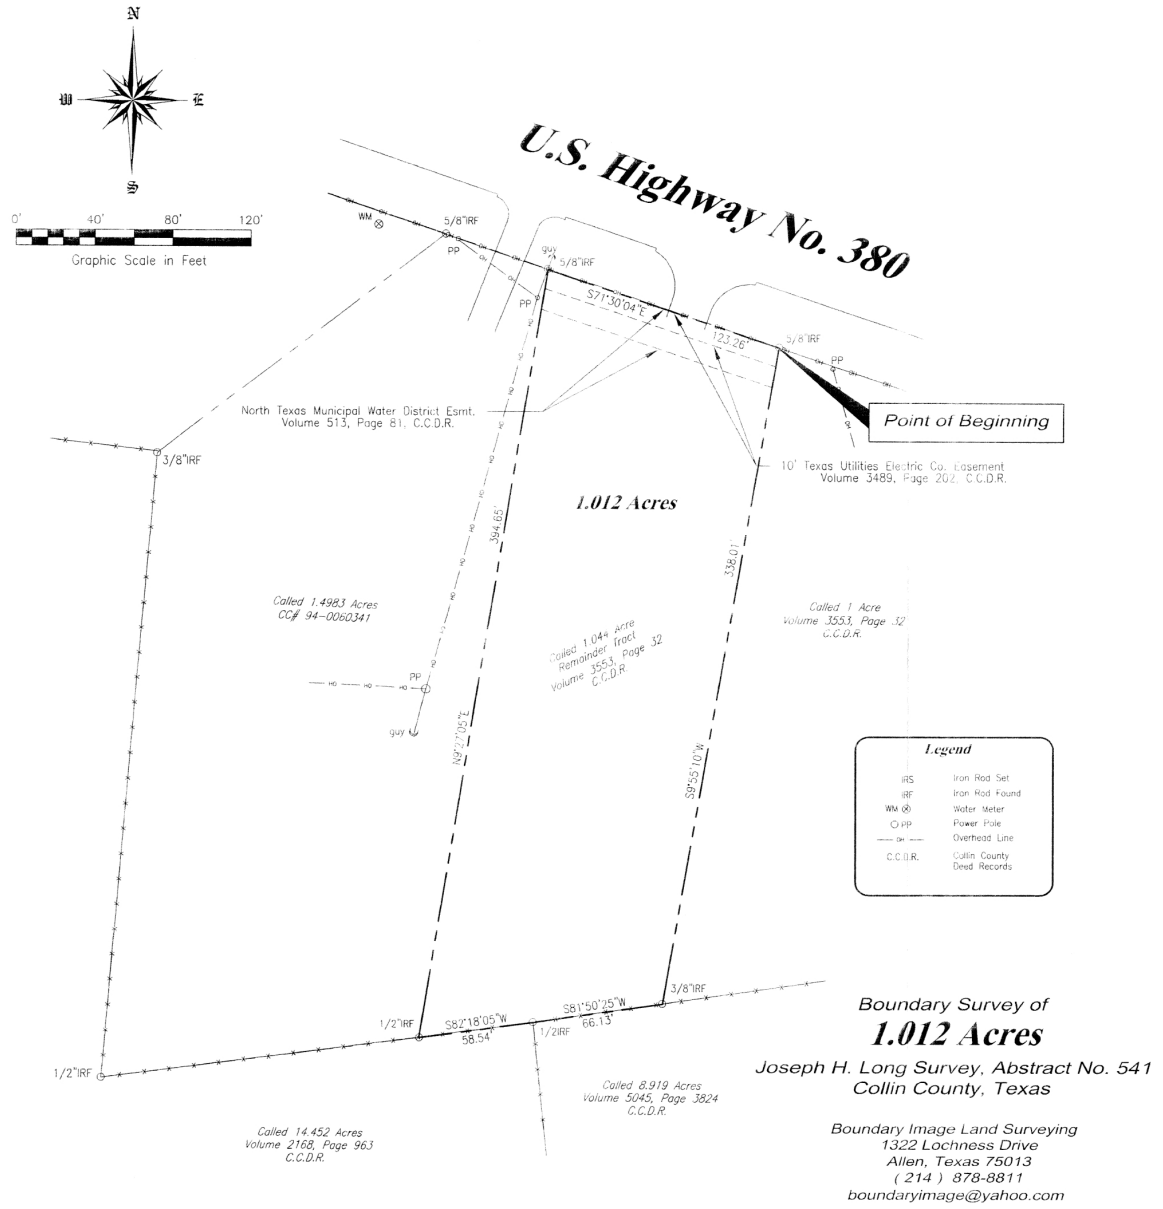 N
W
E
S
0' 40' 80' 120'
Graphic Scale in Feet
U.S. Highway No. 380
WM
5/8"IRF
PP
guy
5/8"IRF
PP
S71°30'04"E
123.26'
5/8"IRF
PP
Point of Beginning
North Texas Municipal Water District Esmt.
Volume 513, Page 81, C.C.D.R.
3/8"IRF
10' Texas Utilities Electric Co. Easement
Volume 3489, Page 202, C.C.D.R.
1.012 Acres
394.65'
338.01'
Called 1.4983 Acres
CC# 94-0060341
Called 1 Acre
Volume 3553, Page 32
C.C.D.R.
Called 1.044 Acre
Remainder Tract
Volume 3553, Page 32
C.C.D.R.
PP
guy
N9°27'05"E
S9°55'10"W
Legend
IRS Iron Rod Set
IRF Iron Rod Found
WM Water Meter
PP Power Pole
OH Overhead Line
C.C.D.R. Collin County
Deed Records
3/8"IRF
S81°50'25"W
66.13'
1/2"IRF
S82°18'05"W
58.54'
1/2IRF
1/2"IRF
Called 8.919 Acres
Volume 5045, Page 3824
C.C.D.R.
Called 14.452 Acres
Volume 2168, Page 963
C.C.D.R.
Boundary Survey of
1.012 Acres
Joseph H. Long Survey, Abstract No. 541
Collin County, Texas
Boundary Image Land Surveying
1322 Lochness Drive
Allen, Texas 75013
( 214 ) 878-8811
boundaryimage@yahoo.com